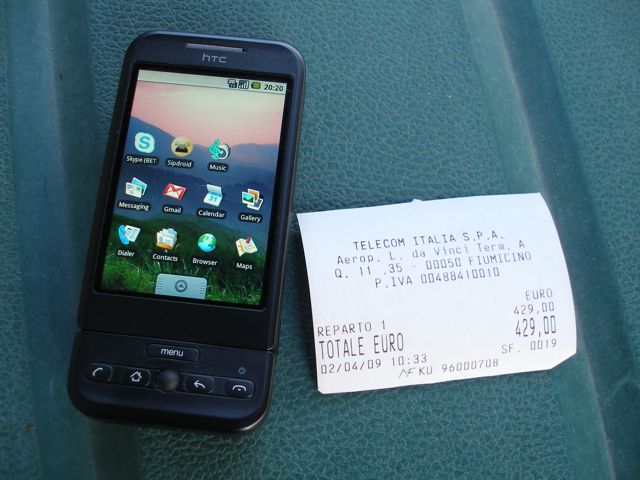 hTC
20:20
Skype (BET
Sipdroid
Music
Messaging
Gmail
Calendar
31
Gallery
Dialer
Contacts
Browser
Maps
menu
TELECOM ITALIA S.P.A.
Aerop. L. da Vinci Term. A
Q. 11 .35 - 00050 FIUMICINO
P.IVA 00488410010
EURO
REPARTO 1 429,00
TOTALE EURO 429,00
02/04/09 10:33 SF. 0019
MF KU 96000708